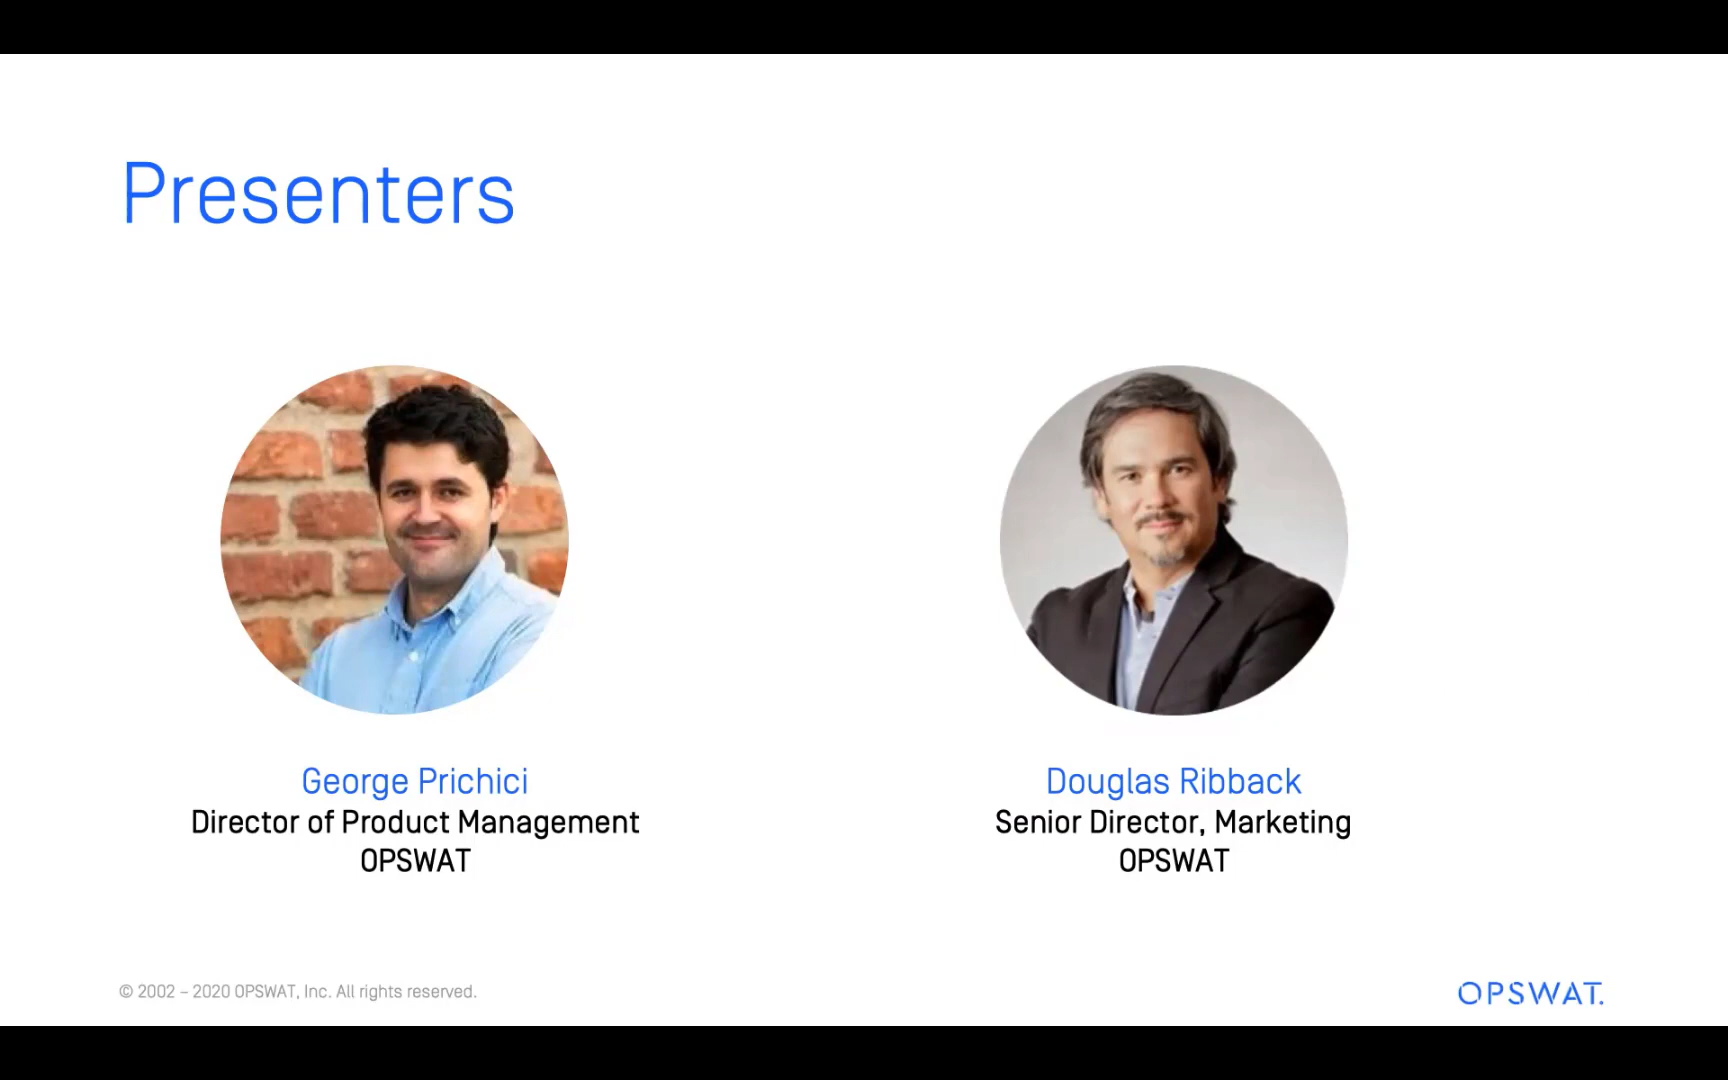 Presenters
George Prichici
Director of Product Management
OPSWAT
Douglas Ribback
Senior Director, Marketing
OPSWAT
© 2002 – 2020 OPSWAT, Inc. All rights reserved.
OPSWAT.